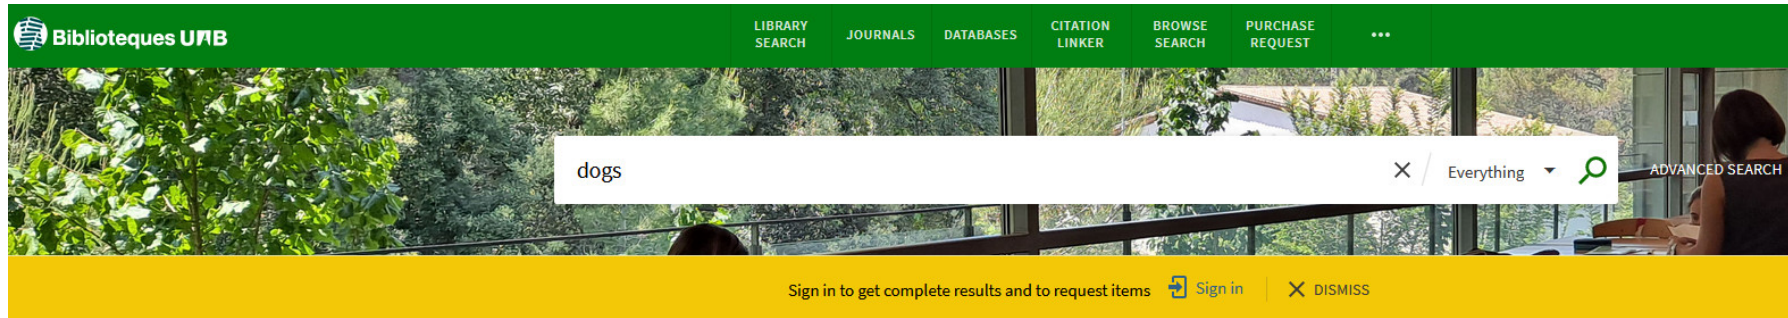 Biblioteques UAB
LIBRARY
SEARCH
JOURNALS
DATABASES
CITATION
LINKER
BROWSE
SEARCH
PURCHASE
REQUEST
•••
dogs
Everything
ADVANCED SEARCH
Sign in to get complete results and to request items
Sign in
DISMISS